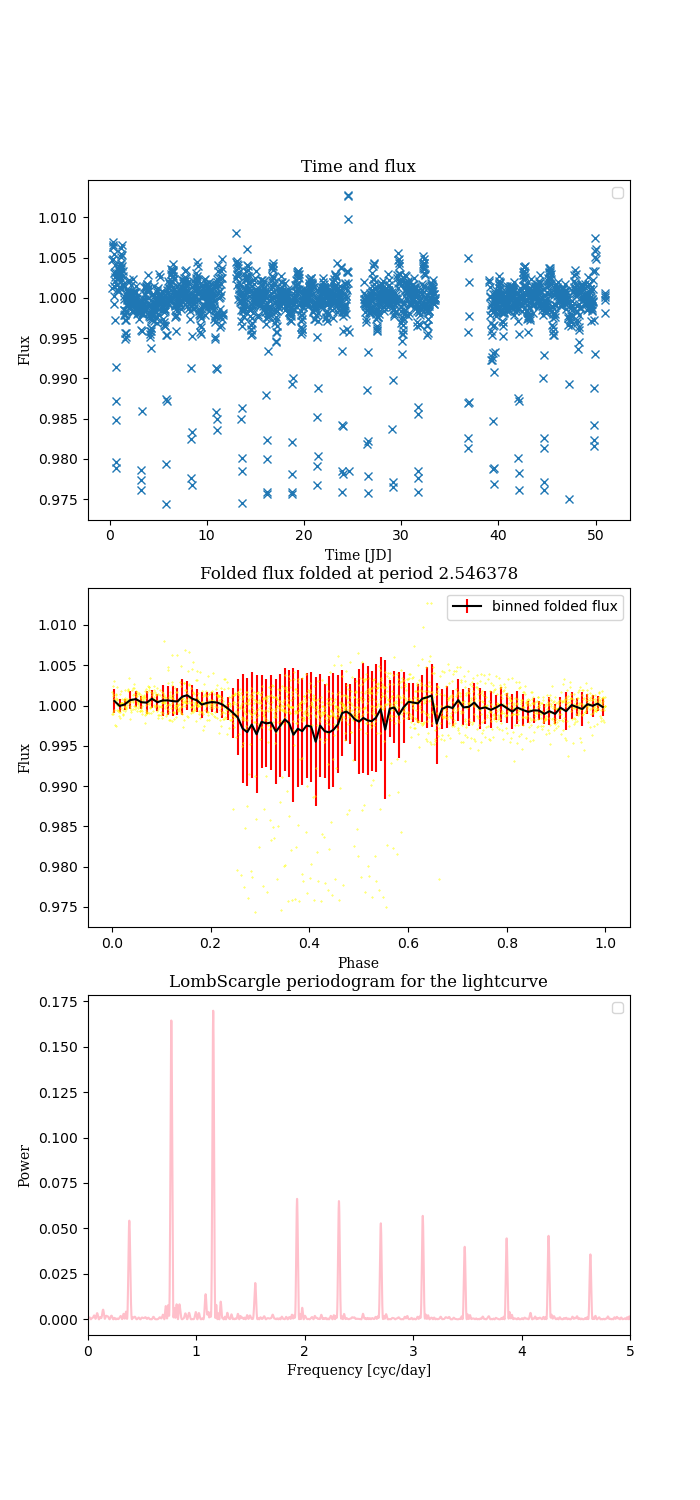 Time and flux
1.010
1.005
1.000
0.995
0.990
0.985
0.980
0.975
Flux
0 10 20 30 40 50
Time [JD]
Folded flux folded at period 2.546378
binned folded flux
1.010
1.005
1.000
0.995
0.990
0.985
0.980
0.975
Flux
0.0 0.2 0.4 0.6 0.8 1.0
Phase
LombScargle periodogram for the lightcurve
0.175
0.150
0.125
0.100
0.075
0.050
0.025
0.000
Power
0 1 2 3 4 5
Frequency [cyc/day]